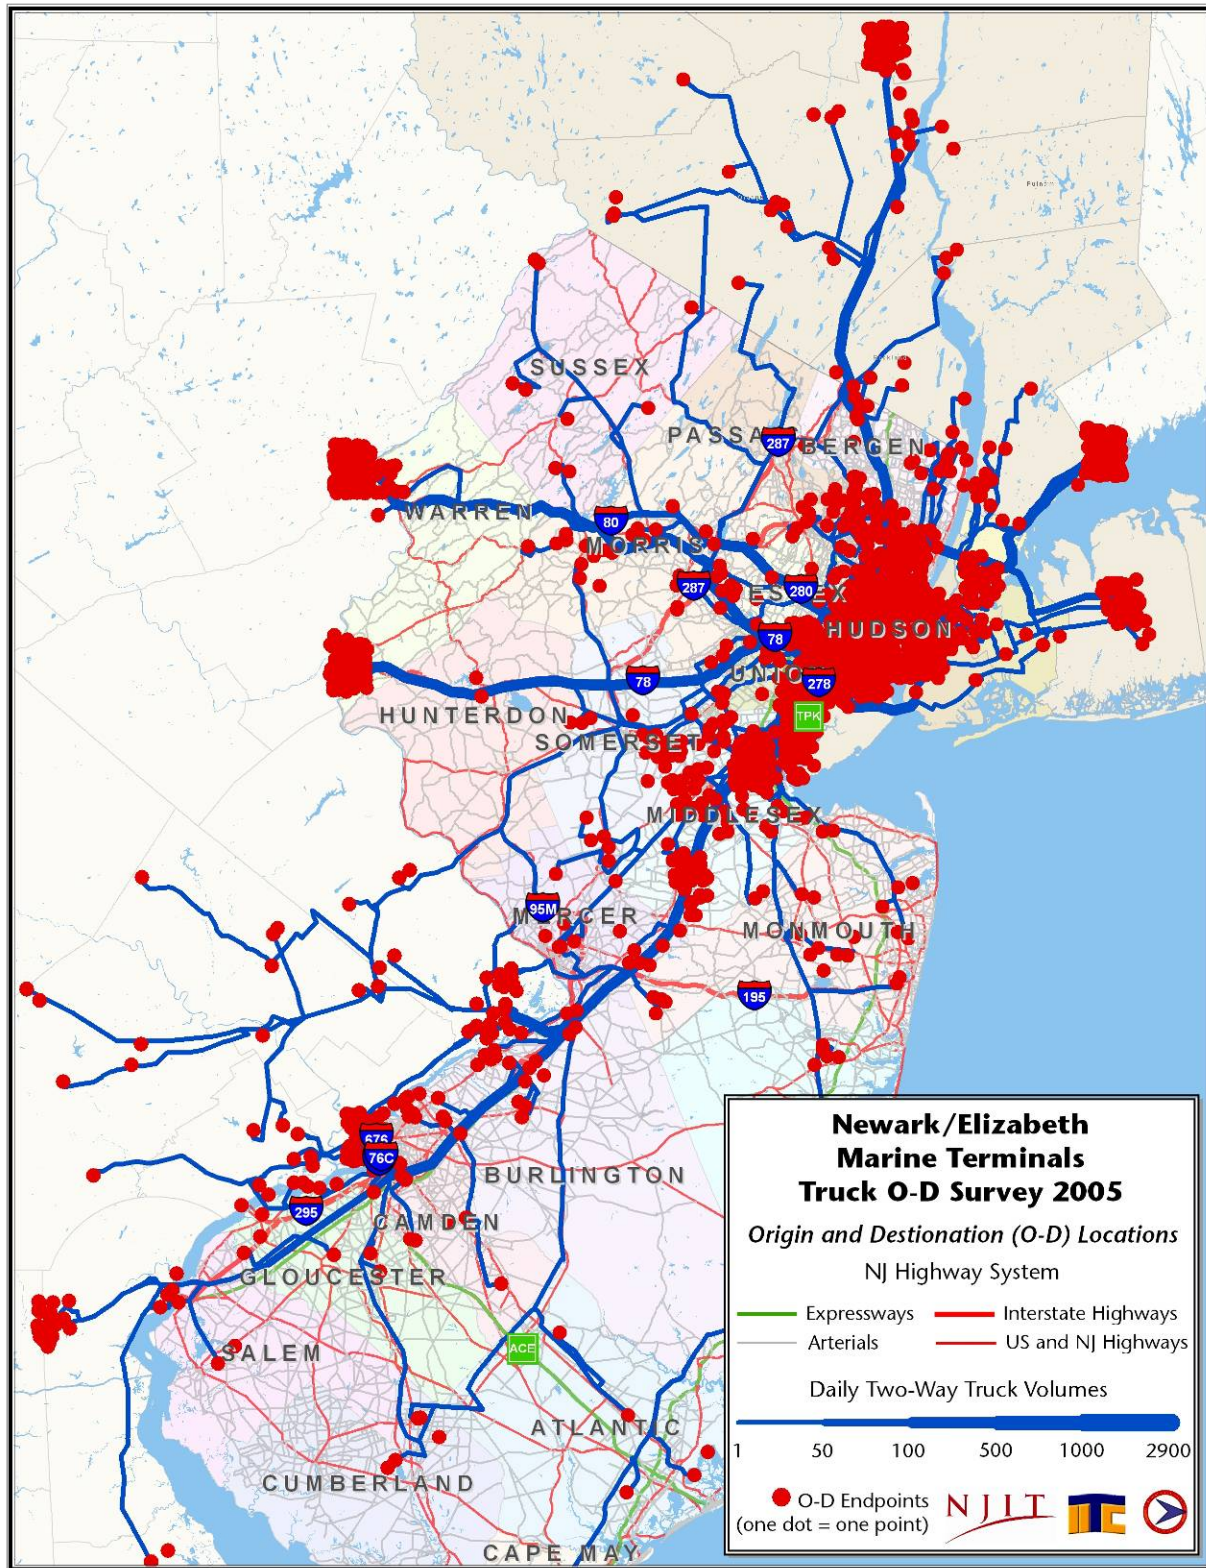 SUSSEX
PASSA
287
BERGEN
WARREN
80
MORRIS
287
ESSEX
280
HUDSON
78
UNION
78
278
TPK
HUNTERDON
SOMERSET
MIDDLESEX
95M
MERCER
MONMOUTH
195
676
76C
BURLINGTON
295
CAMDEN
GLOUCESTER
SALEM
ACE
ATLANTIC
CUMBERLAND
CAPE MAY
Newark/Elizabeth
Marine Terminals
Truck O-D Survey 2005
Origin and Destionation (O-D) Locations
NJ Highway System
Expressways Interstate Highways
Arterials US and NJ Highways
Daily Two-Way Truck Volumes
1 50 100 500 1000 2900
O-D Endpoints
(one dot = one point)
NJIT